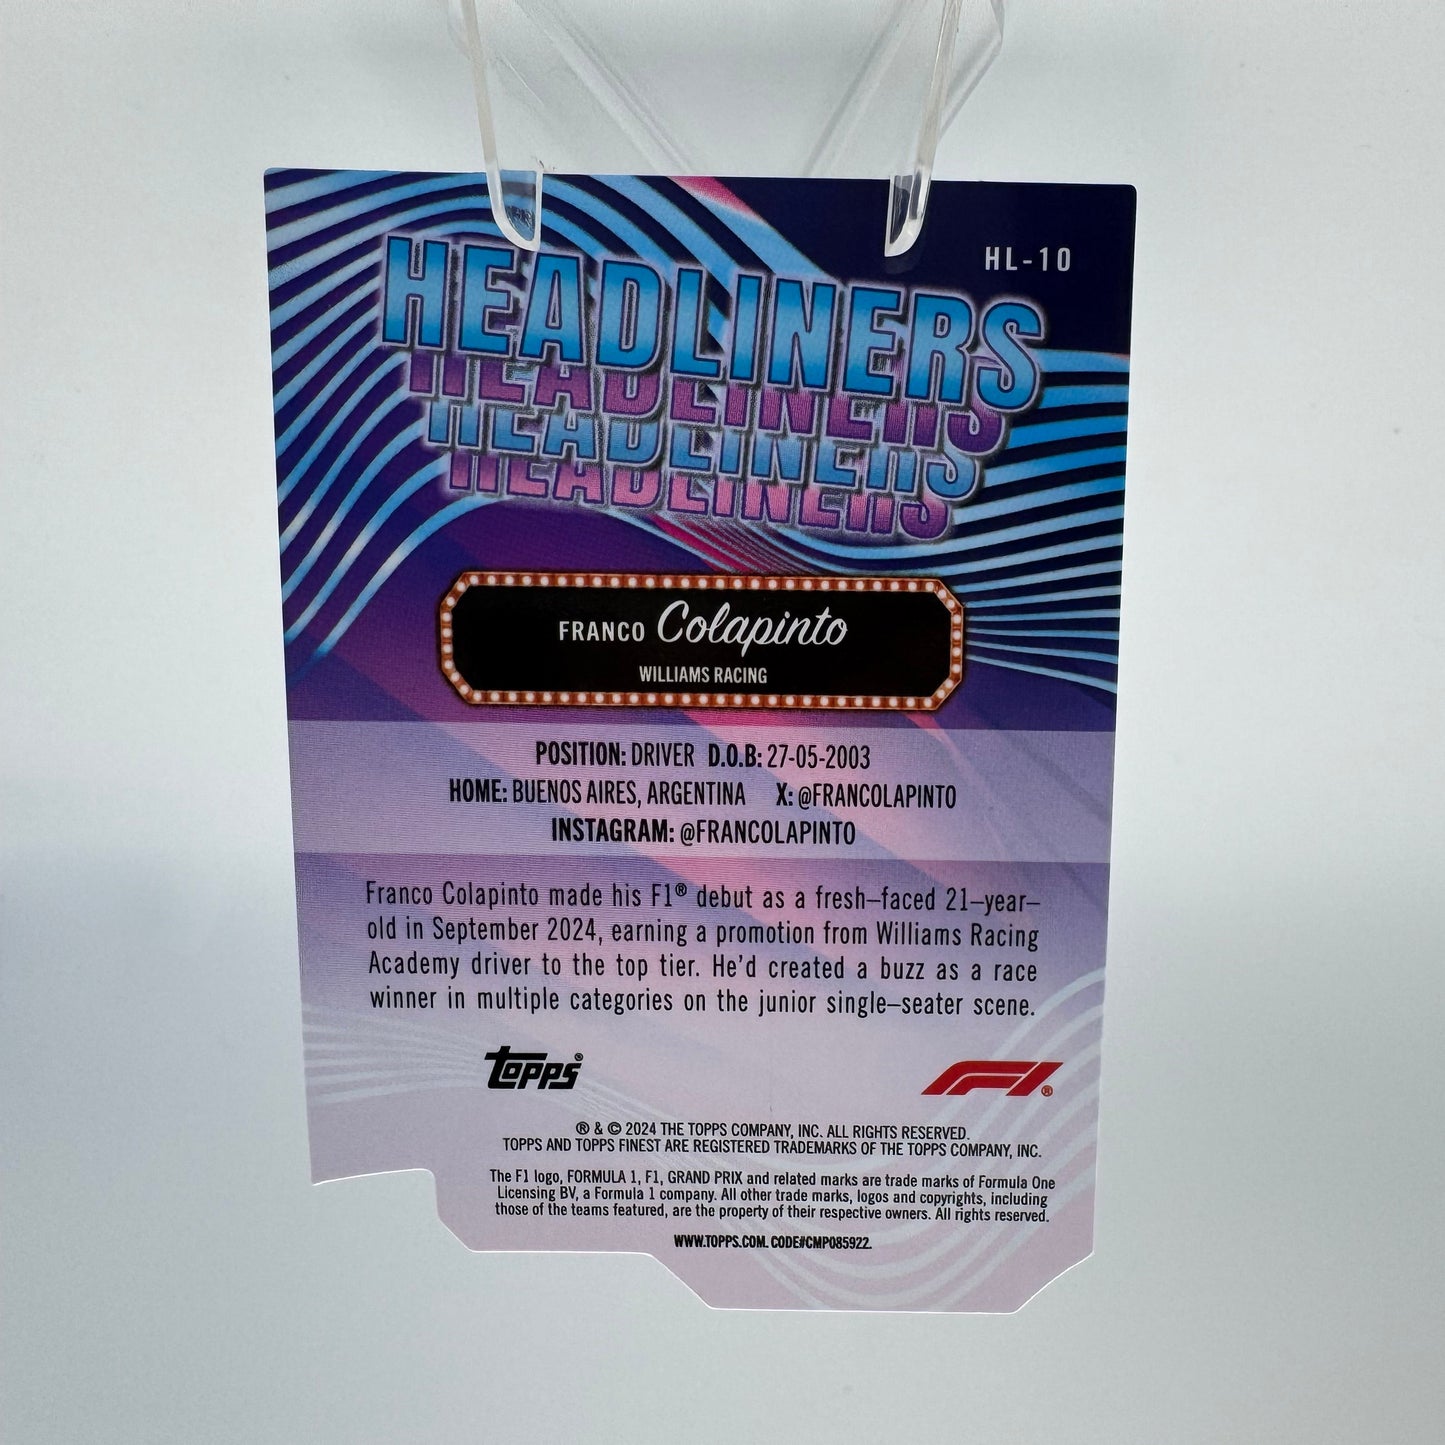 HL-10
HEADLINERS
HEADLINERS
HEADLINERS
HEADLINERS
FRANCO Colapinto
WILLIAMS RACING
POSITION: DRIVER D.O.B: 27-05-2003
HOME: BUENOS AIRES, ARGENTINA X: @FRANCOLAPINTO
INSTAGRAM: @FRANCOLAPINTO
Franco Colapinto made his F1® debut as a fresh–faced 21–year–
old in September 2024, earning a promotion from Williams Racing
Academy driver to the top tier. He'd created a buzz as a race
winner in multiple categories on the junior single–seater scene.
topps®
F1®
® & © 2024 THE TOPPS COMPANY, INC. ALL RIGHTS RESERVED.
TOPPS AND TOPPS FINEST ARE REGISTERED TRADEMARKS OF THE TOPPS COMPANY, INC.
The F1 logo, FORMULA 1, F1, GRAND PRIX and related marks are trade marks of Formula One
Licensing BV, a Formula 1 company. All other trade marks, logos and copyrights, including
those of the teams featured, are the property of their respective owners. All rights reserved.
WWW.TOPPS.COM. CODE#CMP085922.